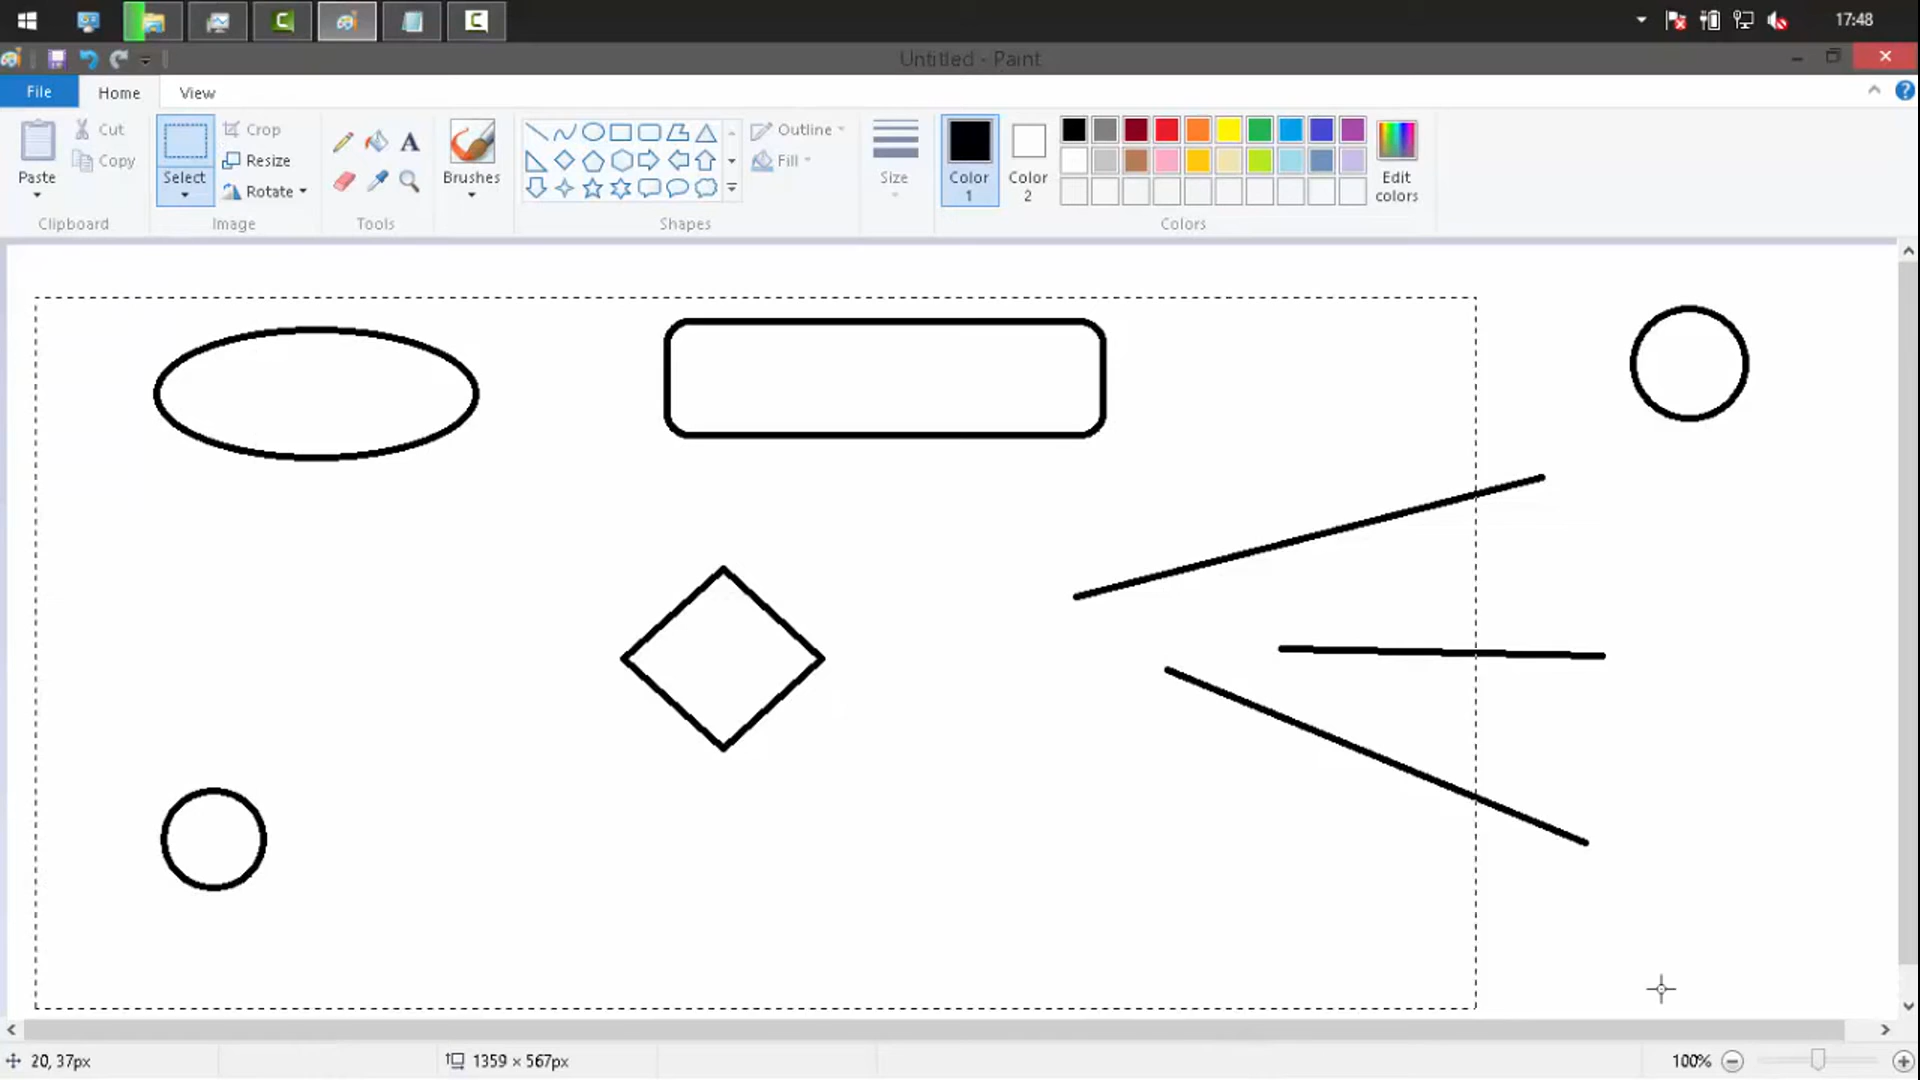 17:48
Untitled - Paint
File Home View
Paste
Cut
Copy
Clipboard
Select
Crop
Resize
Rotate
Image
A
Tools
Brushes
Outline
Fill
Shapes
Size
Color 1
Color 2
Edit colors
Colors
20, 37px
1359 × 567px
100%